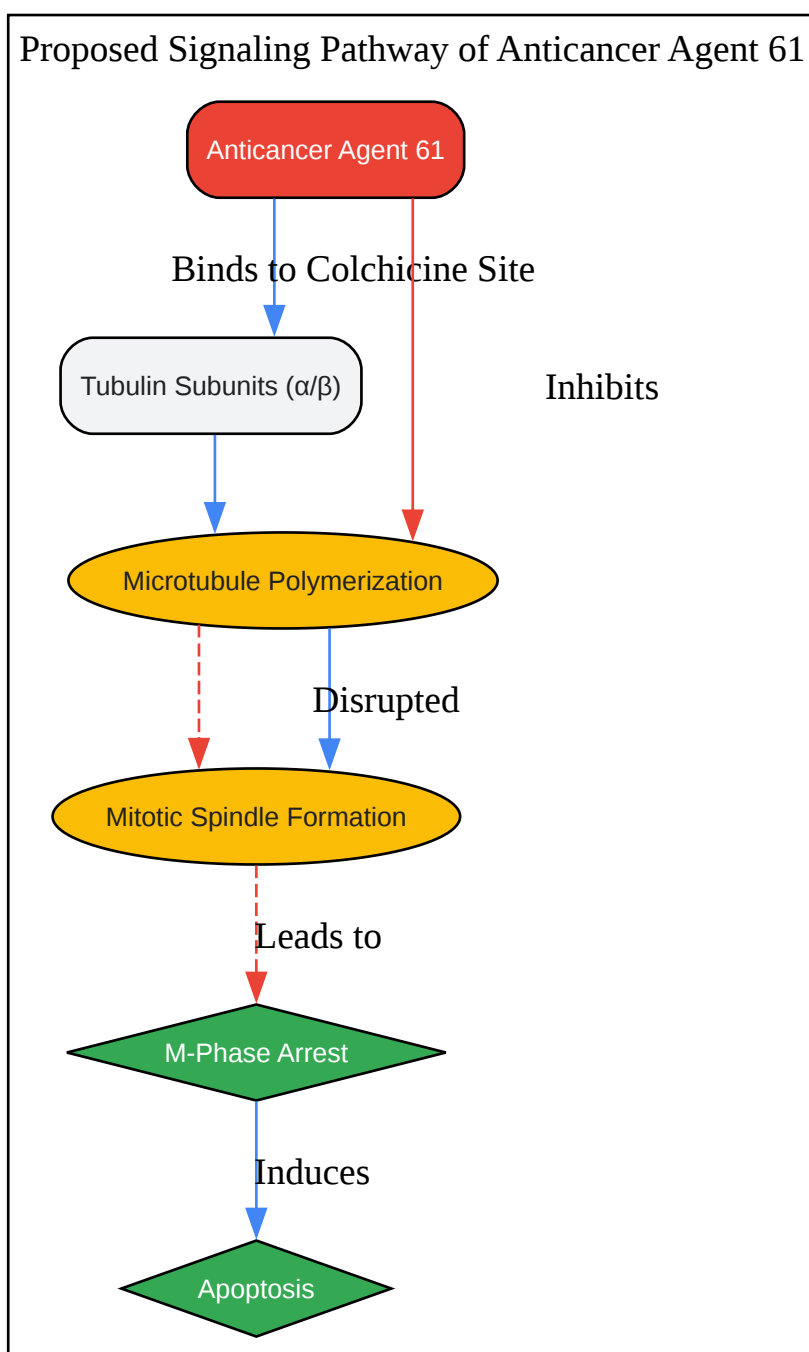 Proposed Signaling Pathway of Anticancer Agent 61
Anticancer Agent 61
Binds to Colchicine Site
Tubulin Subunits (α/β)
Inhibits
Microtubule Polymerization
Disrupted
Mitotic Spindle Formation
Leads to
M-Phase Arrest
Induces
Apoptosis